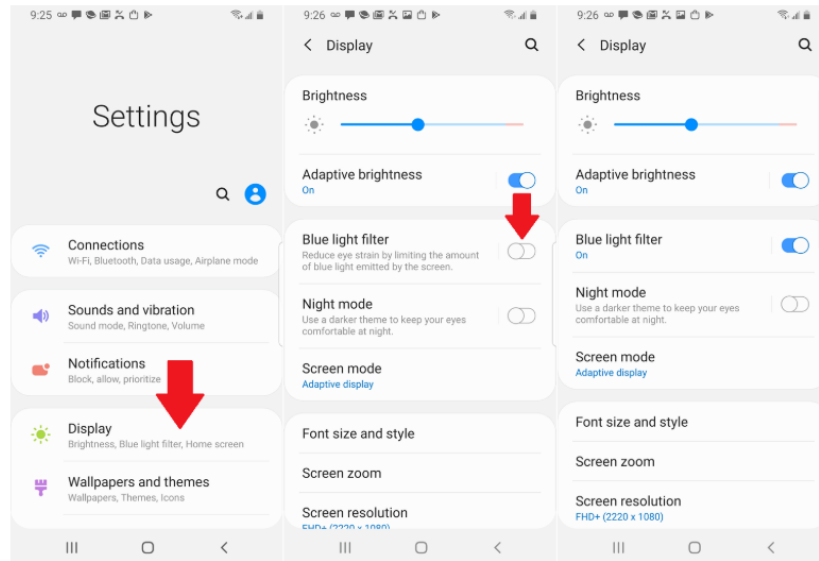 9:25
Settings
Connections
Wi-Fi, Bluetooth, Data usage, Airplane mode
Sounds and vibration
Sound mode, Ringtone, Volume
Notifications
Block, allow, prioritize
Display
Brightness, Blue light filter, Home screen
Wallpapers and themes
Wallpapers, Themes, Icons
9:26
Display
Brightness
Adaptive brightness
On
Blue light filter
Reduce eye strain by limiting the amount
of blue light emitted by the screen.
Night mode
Use a darker theme to keep your eyes
comfortable at night.
Screen mode
Adaptive display
Font size and style
Screen zoom
Screen resolution
FHD+ (2220 x 1080)
9:26
Display
Brightness
Adaptive brightness
On
Blue light filter
On
Night mode
Use a darker theme to keep your eyes
comfortable at night.
Screen mode
Adaptive display
Font size and style
Screen zoom
Screen resolution
FHD+ (2220 x 1080)